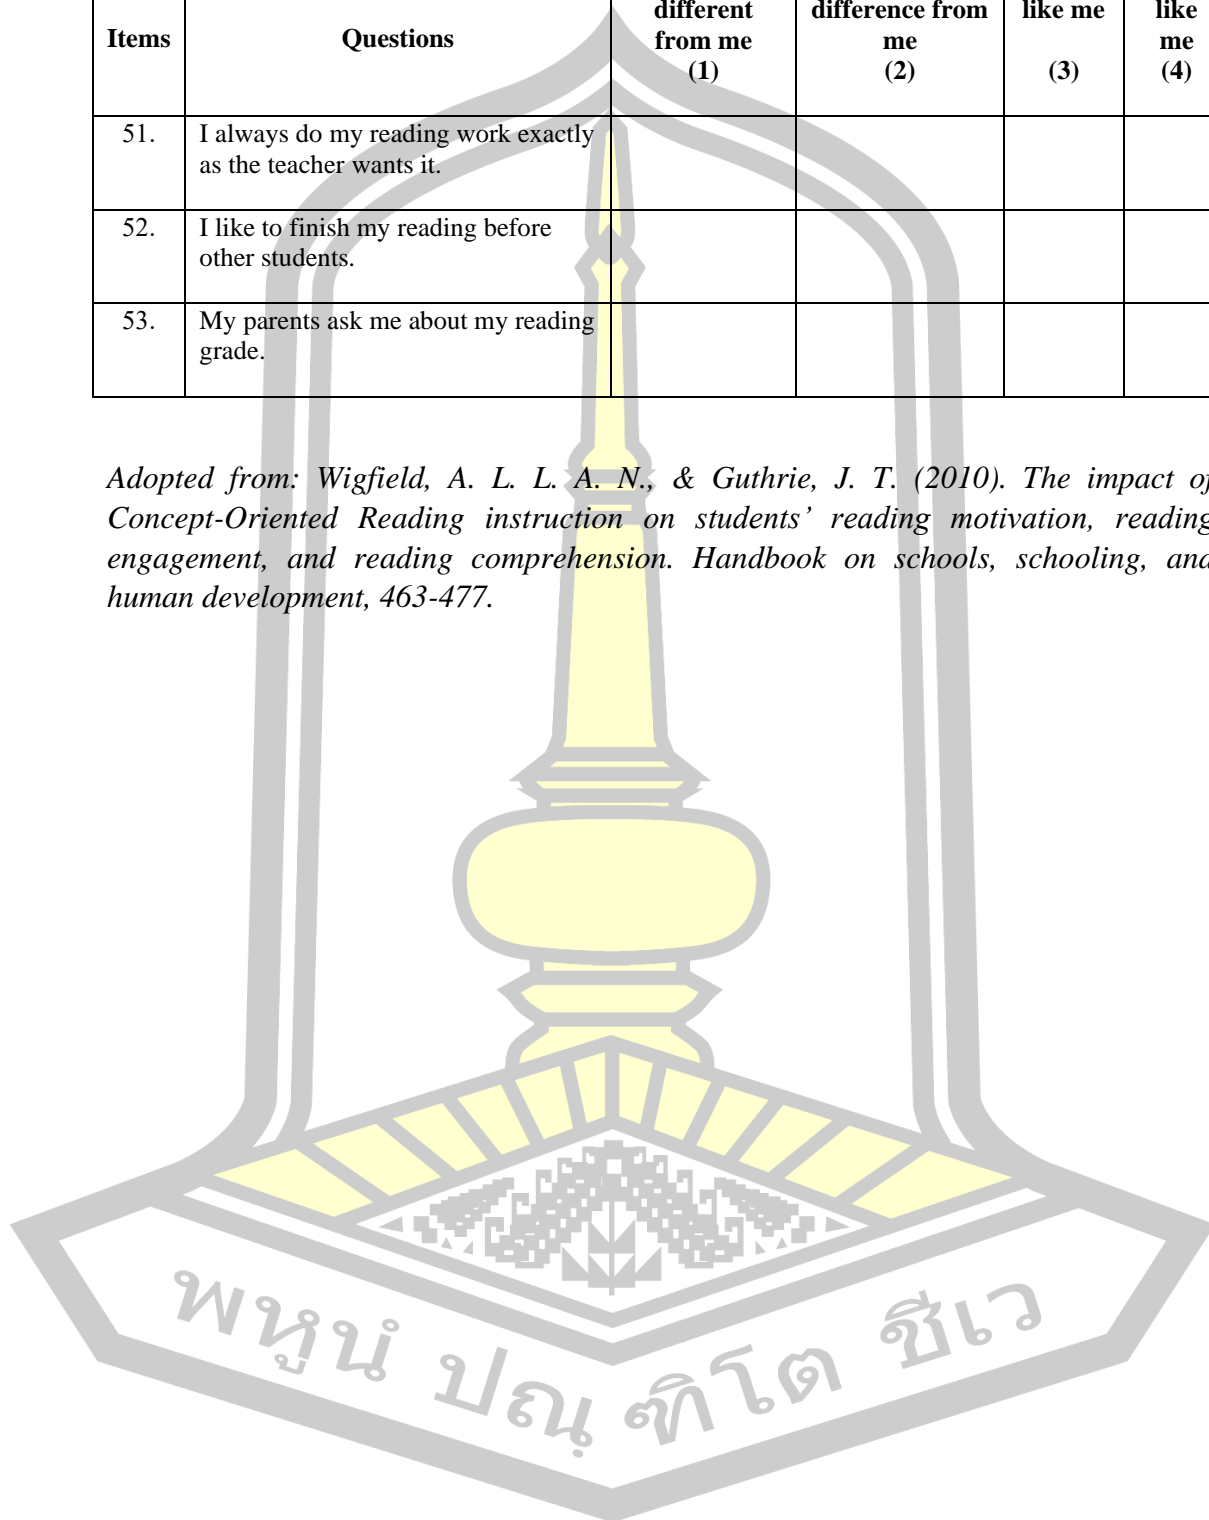 different difference from like me like
Items Questions from me me me
(1) (2) (3) (4)
51. I always do my reading work exactly
as the teacher wants it.
52. I like to finish my reading before
other students.
53. My parents ask me about my reading
grade.
Adopted from: Wigfield, A. L. L. A. N., & Guthrie, J. T. (2010). The impact of
Concept-Oriented Reading instruction on students’ reading motivation, reading
engagement, and reading comprehension. Handbook on schools, schooling, and
human development, 463-477.
พหูนํ ปณฺฑิโต ชีเว